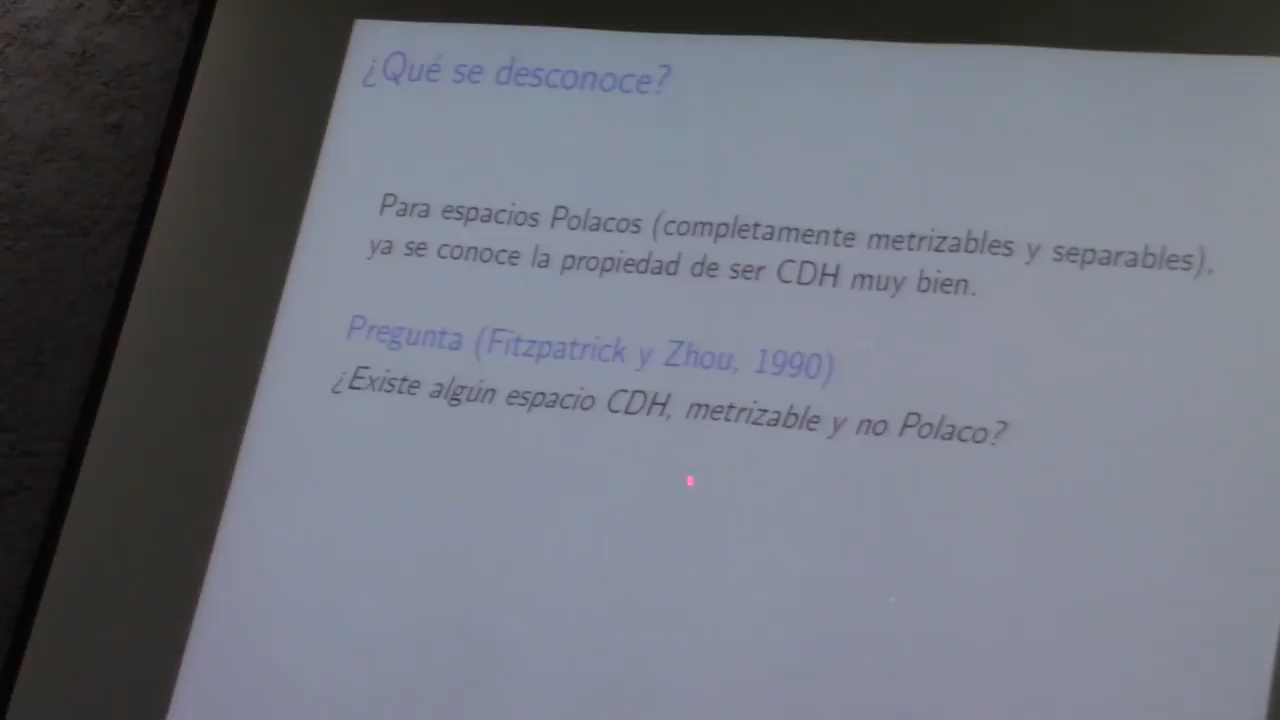 ¿Qué se desconoce?
Para espacios Polacos (completamente metrizables y separables),
ya se conoce la propiedad de ser CDH muy bien.
Pregunta (Fitzpatrick y Zhou, 1990)
¿Existe algún espacio CDH, metrizable y no Polaco?